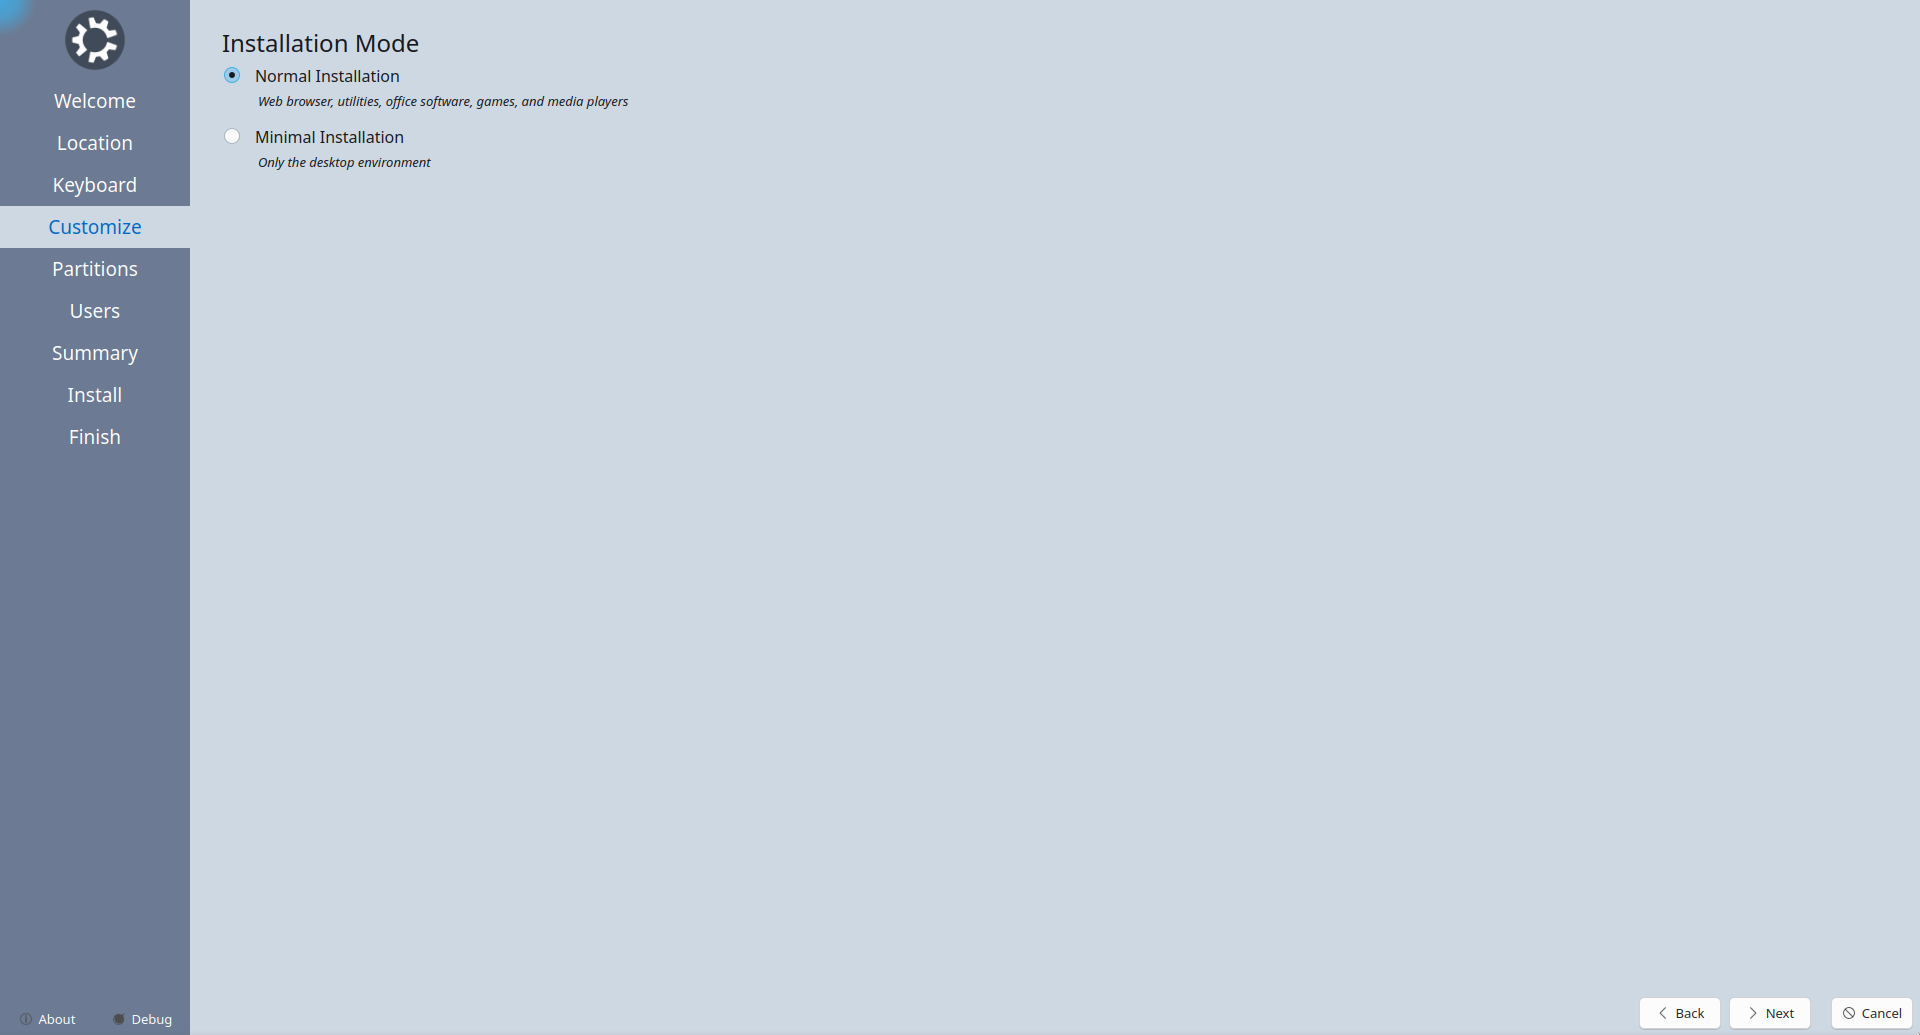 Welcome
Location
Keyboard
Customize
Partitions
Users
Summary
Install
Finish
About
Debug
Installation Mode
Normal Installation
Web browser, utilities, office software, games, and media players
Minimal Installation
Only the desktop environment
Back
Next
Cancel